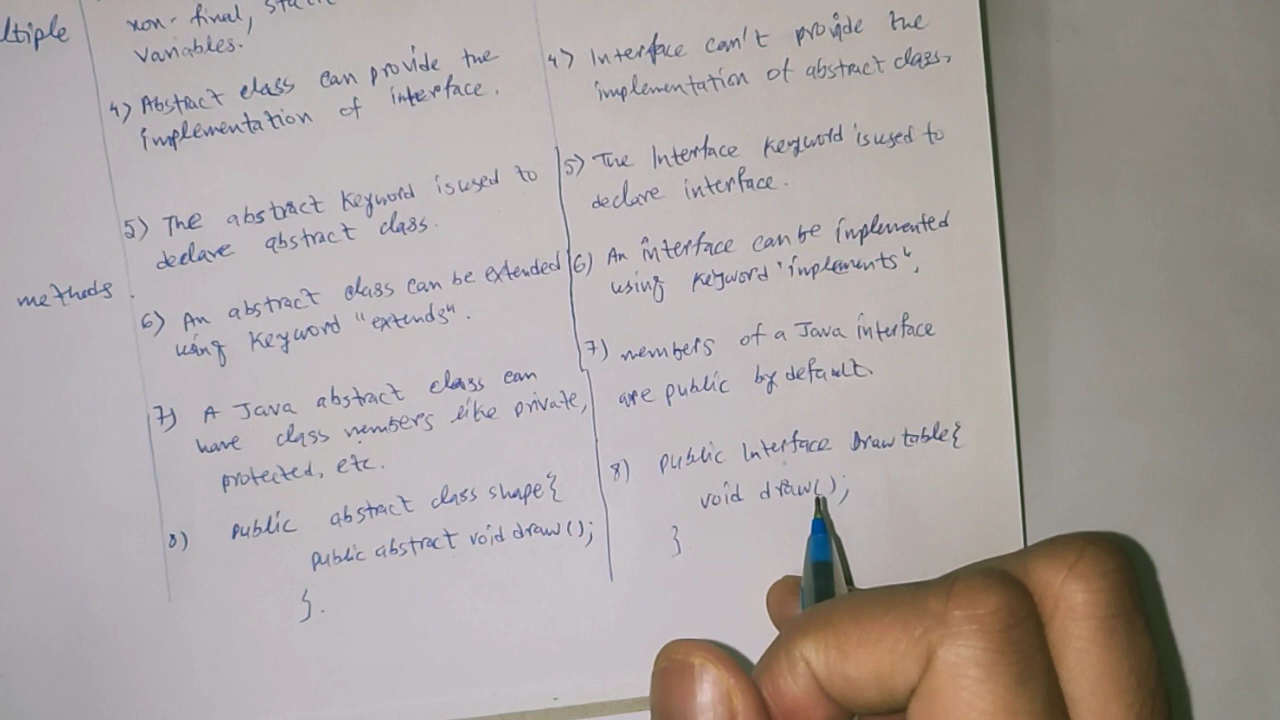 ltiple
methods.
non-final, static
variables.
4) Abstract class can provide the
implementation of interface.
5) The abstract keyword is used to
declare abstract class.
6) An abstract class can be extended
using keyword "extends".
7) A Java abstract class can
have class members like private,
protected, etc.
8) public abstract class shape{
public abstract void draw();
}.
4) Interface can't provide the
implementation of abstract class.
5) The Interface keyword is used to
declare interface.
6) An interface can be implemented
using keyword "implements".
7) members of a Java interface
are public by default.
8) public Interface Drawtable{
void draw();
}